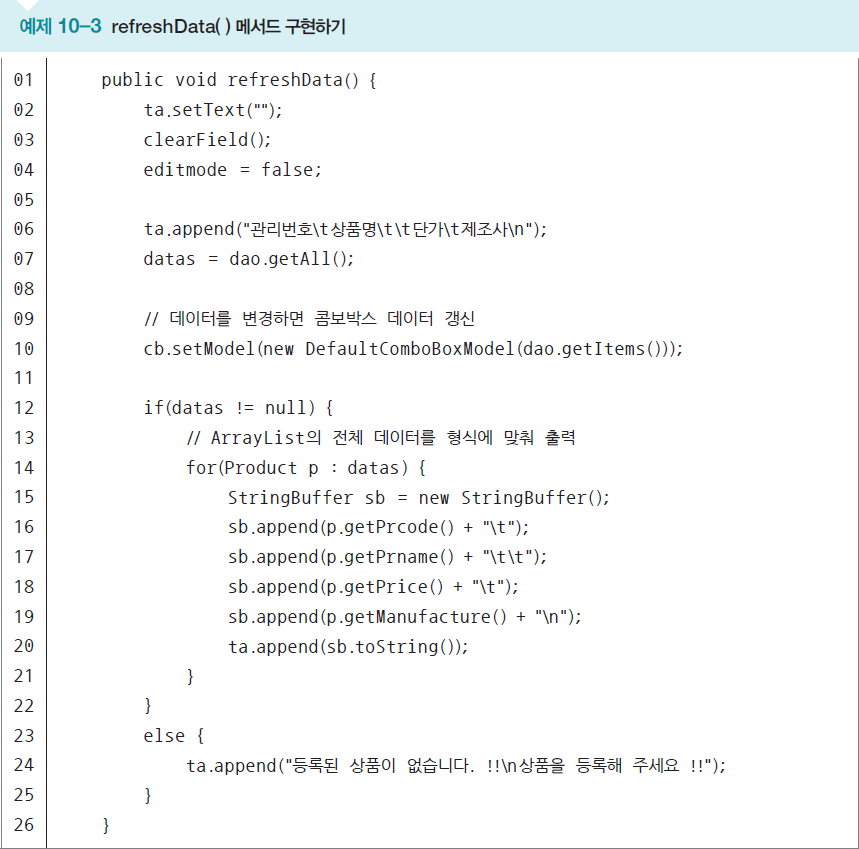 예제 10-3 refreshData( ) 메서드 구현하기
01 public void refreshData() {
02 ta.setText("");
03 clearField();
04 editmode = false;
05
06 ta.append("관리번호\t상품명\t\t단가\t제조사\n");
07 datas = dao.getAll();
08
09 // 데이터를 변경하면 콤보박스 데이터 갱신
10 cb.setModel(new DefaultComboBoxModel(dao.getItems()));
11
12 if(datas != null) {
13 // ArrayList의 전체 데이터를 형식에 맞춰 출력
14 for(Product p : datas) {
15 StringBuffer sb = new StringBuffer();
16 sb.append(p.getPrcode() + "\t");
17 sb.append(p.getPrname() + "\t\t");
18 sb.append(p.getPrice() + "\t");
19 sb.append(p.getManufacture() + "\n");
20 ta.append(sb.toString());
21 }
22 }
23 else {
24 ta.append("등록된 상품이 없습니다. !!\n상품을 등록해 주세요 !!");
25 }
26 }